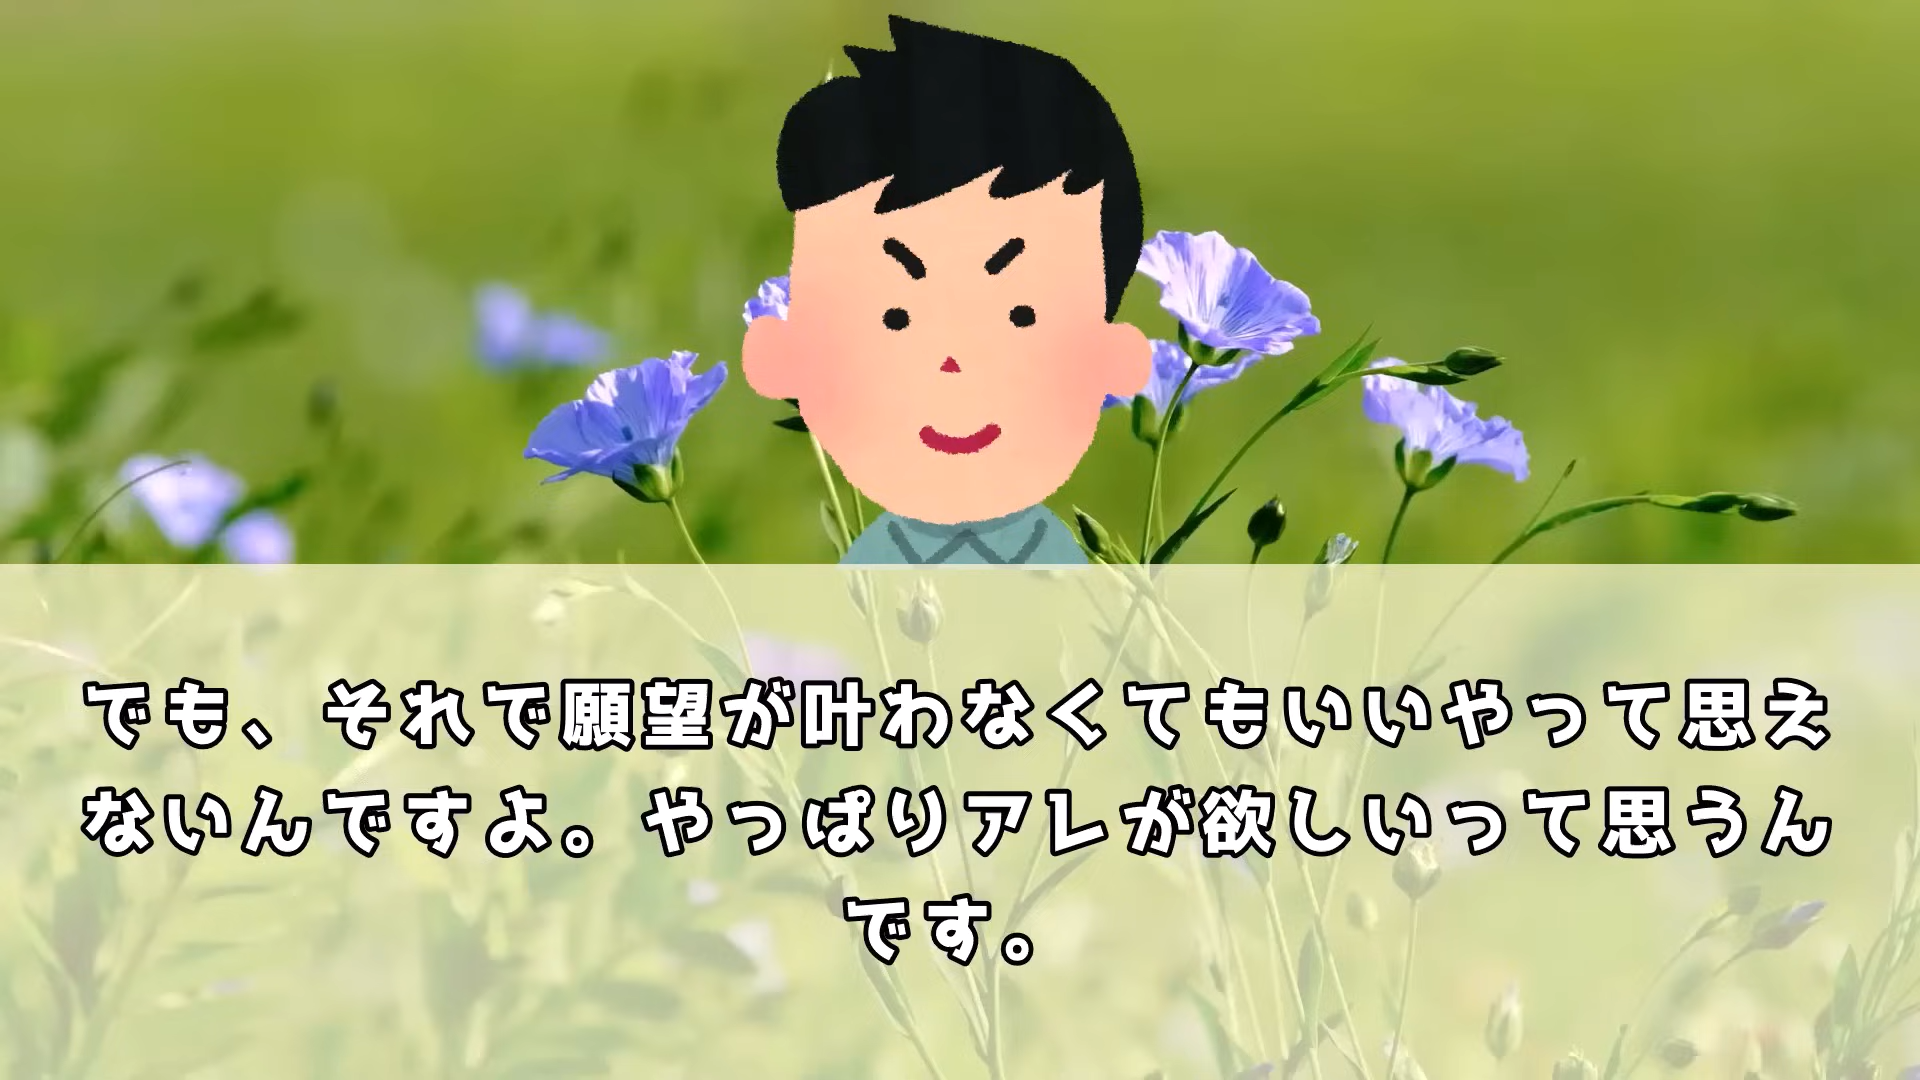 でも、それで願望が叶わなくてもいいやって思え
ないんですよ。やっぱりアレが欲しいって思うん
です。